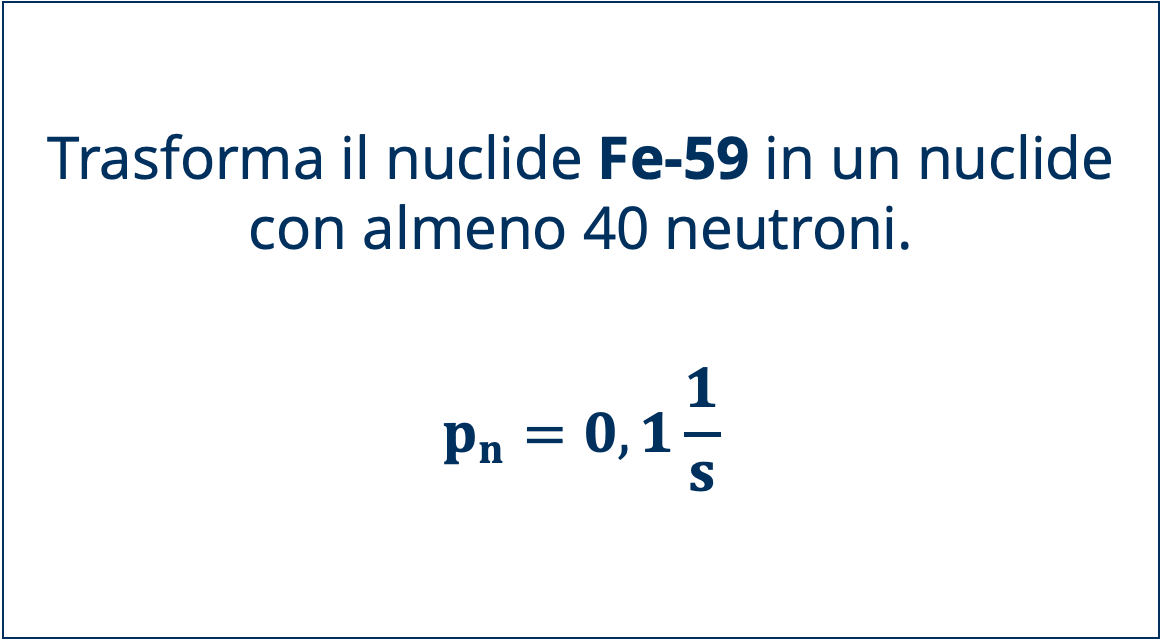 Trasforma il nuclide Fe-59 in un nuclide
con almeno 40 neutroni.
pₙ = 0,1 1/s